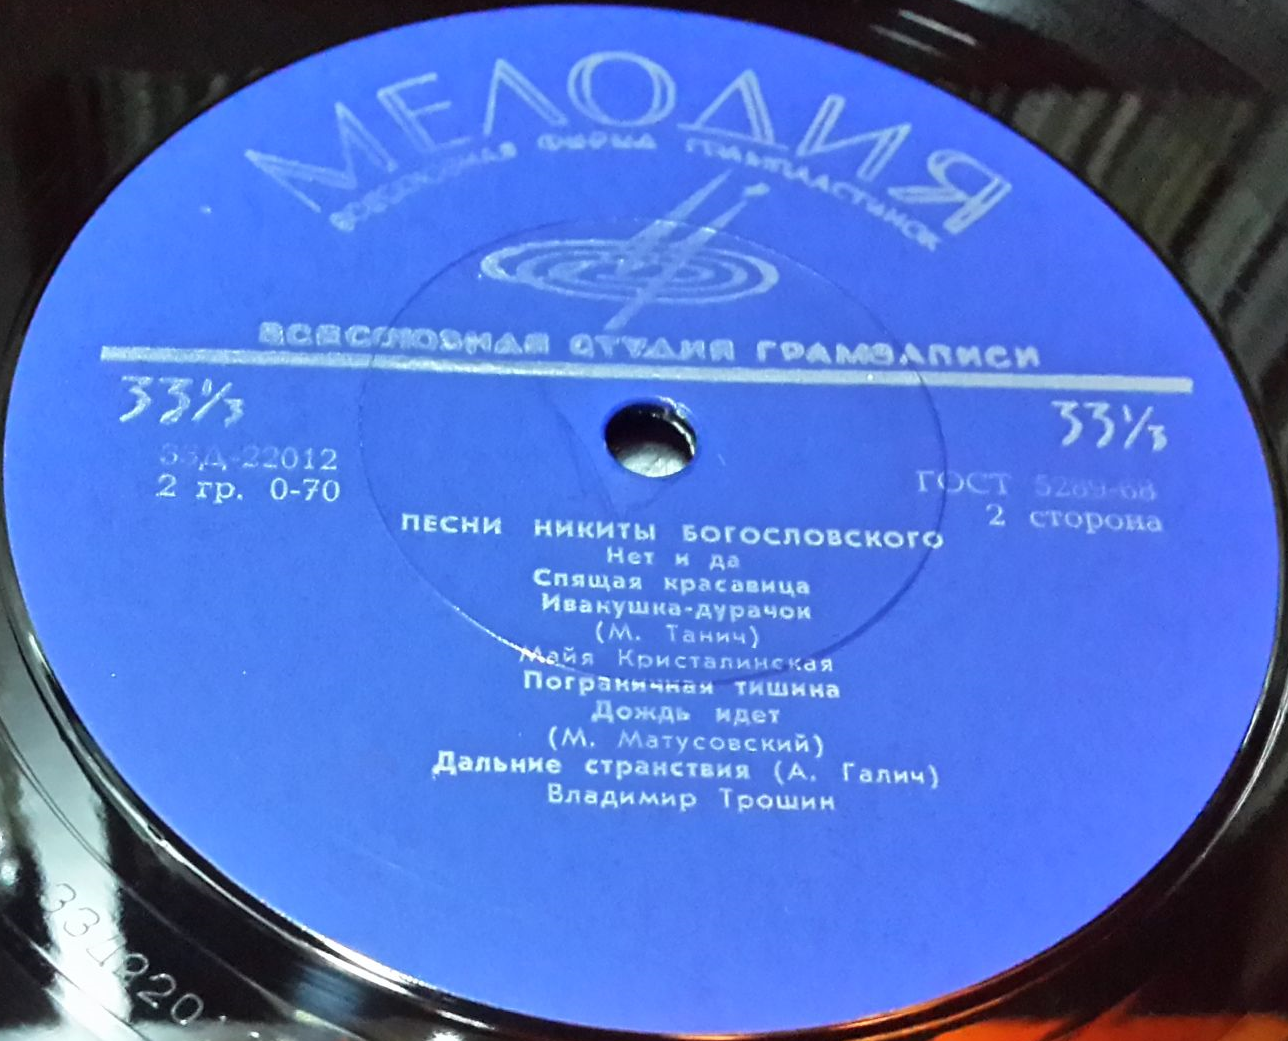 МЕЛОДИЯ
ВСЕСОЮЗНАЯ ФИРМА ГРАМПЛАСТИНОК
ВСЕСОЮЗНАЯ СТУДИЯ ГРАМЗАПИСИ
33⅓ 33⅓
33Д-22012 ГОСТ 5289-68
2 гр. 0-70 2 сторона
ПЕСНИ НИКИТЫ БОГОСЛОВСКОГО
Нет и да
Спящая красавица
Иванушка-дурачок
(М. Танич)
Майя Кристалинская
Пограничная тишина
Дождь идет
(М. Матусовский)
Дальние странствия (А. Галич)
Владимир Трошин